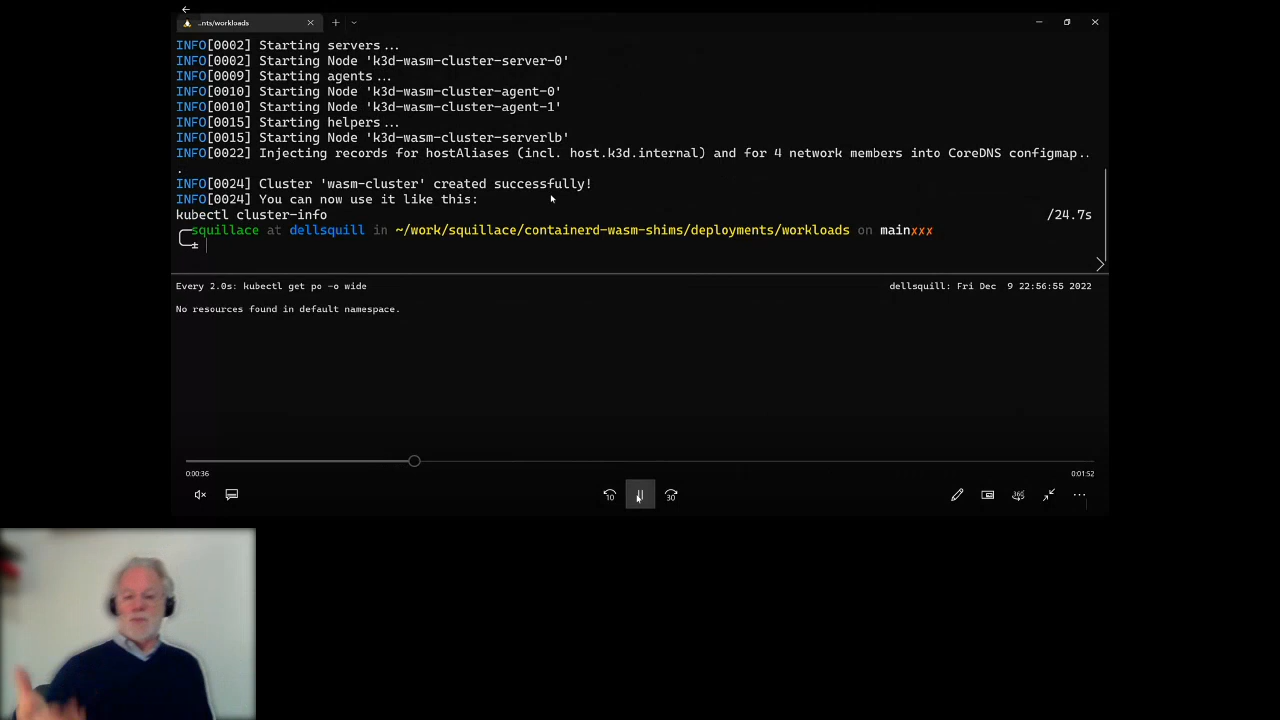 ...nts/workloads
INFO[0002] Starting servers...
INFO[0002] Starting Node 'k3d-wasm-cluster-server-0'
INFO[0009] Starting agents...
INFO[0010] Starting Node 'k3d-wasm-cluster-agent-0'
INFO[0010] Starting Node 'k3d-wasm-cluster-agent-1'
INFO[0015] Starting helpers...
INFO[0015] Starting Node 'k3d-wasm-cluster-serverlb'
INFO[0022] Injecting records for hostAliases (incl. host.k3d.internal) and for 4 network members into CoreDNS configmap..
.
INFO[0024] Cluster 'wasm-cluster' created successfully!
INFO[0024] You can now use it like this:
kubectl cluster-info /24.7s
squillace at dellsquill in ~/work/squillace/containerd-wasm-shims/deployments/workloads on main✗✗✗
±
Every 2.0s: kubectl get po -o wide dellsquill: Fri Dec 9 22:56:55 2022
No resources found in default namespace.
0:00:36 0:01:52
10 30 360